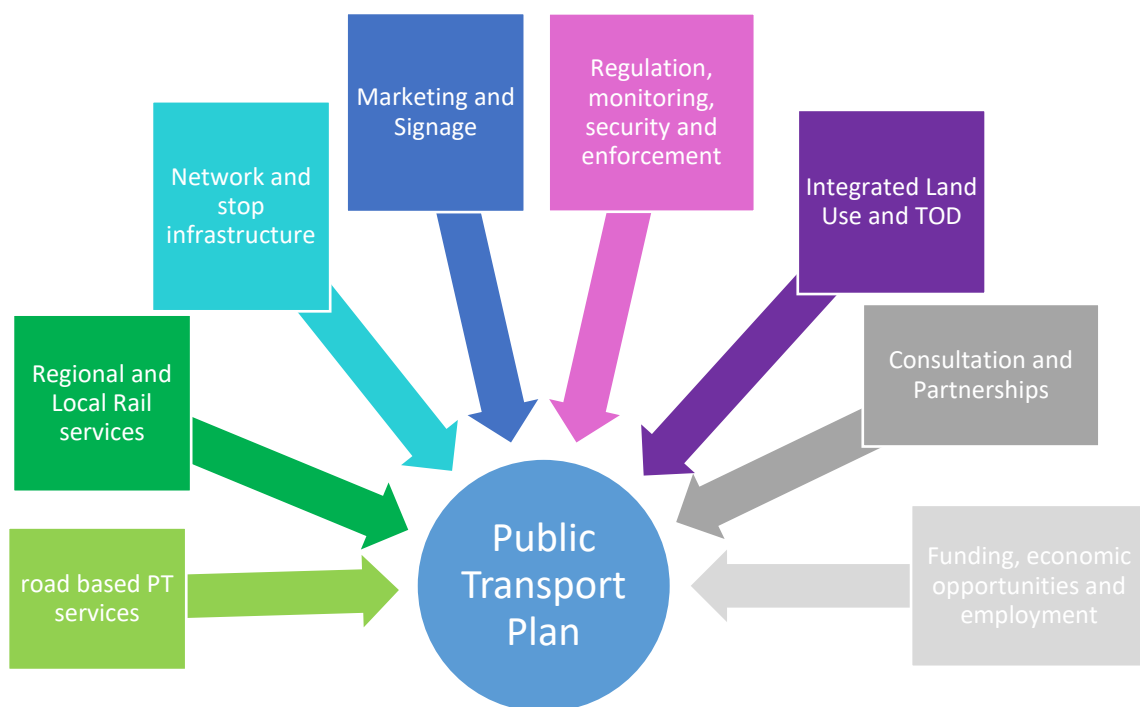 Marketing and
Signage
Regulation,
monitoring,
security and
enforcement
Network and
stop
infrastructure
Integrated Land
Use and TOD
Regional and
Local Rail
services
Consultation and
Partnerships
road based PT
services
Public
Transport
Plan
Funding, economic
opportunities and
employment